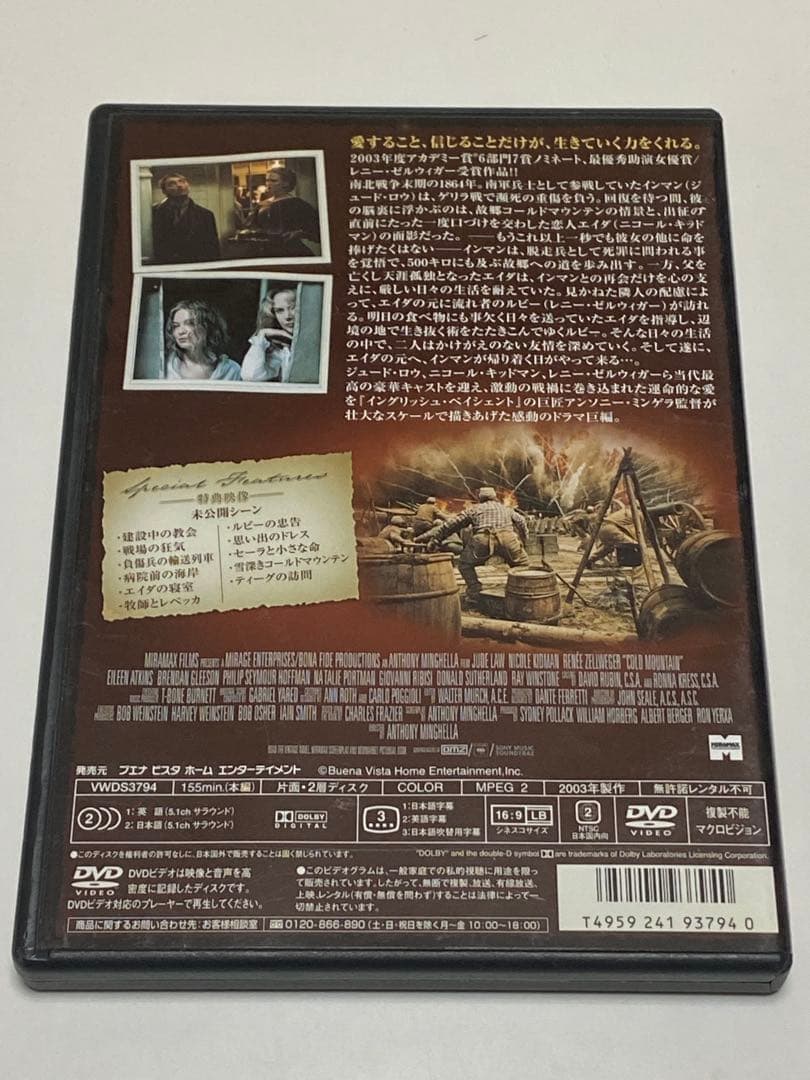 愛すること、信じることだけが、生きていく力をくれる。
2003年度アカデミー賞®6部門7賞ノミネート、最優秀助演女優賞/
レニー・ゼルウィガー受賞作品!!
南北戦争末期の1864年。南軍兵士として参戦していたインマン(ジ
ュード・ロウ)は、ゲリラ戦で瀕死の重傷を負う。回復を待つ間、彼
の脳裏に浮かぶのは、故郷コールドマウンテンの情景と、出征の
直前にたった一度口づけを交わした恋人エイダ(ニコール・キッド
マン)の面影だった。――もうこれ以上一秒でも彼女の他に命を
捧げたくはない――インマンは、脱走兵として死罪に問われる事
を覚悟で、500キロにも及ぶ故郷への道を歩み出す。一方、父を
亡くし天涯孤独となったエイダは、インマンとの再会だけを心の支
えに、厳しい日々の生活を耐えていた。見かねた隣人の配慮によ
って、エイダの元に流れ者のルビー(レニー・ゼルウィガー)が訪れ
る。明日の食べ物にも事欠く日々を送っていたエイダを指導し、辺
境の地で生き抜く術をたたきこんでゆくルビー。そんな日々の生活
の中で、二人はかけがえのない友情を深めていく。そして遂に、
エイダの元へ、インマンが帰り着く日がやって来る…。
ジュード・ロウ、ニコール・キッドマン、レニー・ゼルウィガーら当代最
高の豪華キャストを迎え、激動の戦禍に巻き込まれた運命的な愛
を『イングリッシュ・ペイシェント』の巨匠アンソニー・ミンゲラ監督が
壮大なスケールで描きあげた感動のドラマ巨編。
Special Features
特典映像
未公開シーン
・建設中の教会
・戦場の狂気
・負傷兵の輸送列車
・病院前の海岸
・エイダの寝室
・牧師とレベッカ
・ルビーの忠告
・思い出のドレス
・セーラと小さな命
・雪深きコールドマウンテン
・ティーグの訪問
MIRAMAX FILMS PRESENTS A MIRAGE ENTERPRISES/BONA FIDE PRODUCTIONS AN ANTHONY MINGHELLA FILM JUDE LAW NICOLE KIDMAN RENÉE ZELLWEGER "COLD MOUNTAIN"
EILEEN ATKINS BRENDAN GLEESON PHILIP SEYMOUR HOFFMAN NATALIE PORTMAN GIOVANNI RIBISI DONALD SUTHERLAND RAY WINSTONE DAVID RUBIN, C.S.A. AND RONNA KRESS, C.S.A.
T-BONE BURNETT GABRIEL YARED ANN ROTH AND CARLO POGGIOLI WALTER MURCH, A.C.E. DANTE FERRETTI JOHN SEALE, A.C.S., A.S.C.
BOB WEINSTEIN HARVEY WEINSTEIN BOB OSHER IAIN SMITH CHARLES FRAZIER ANTHONY MINGHELLA SYDNEY POLLACK WILLIAM HORBERG ALBERT BERGER RON YERXA
ANTHONY MINGHELLA
DMZ
SONY MUSIC
SOUNDTRAX
MIRAMAX
発売元 ブエナ ビスタ ホーム エンターテイメント ©Buena Vista Home Entertainment,Inc.
VWDS3794 155min.(本編) 片面・2層ディスク COLOR MPEG 2 2003年製作 無許諾レンタル不可
2 1:英 語(5.1ch サラウンド)
2:日本語(5.1ch サラウンド)
DOLBY
DIGITAL
3 1:日本語字幕
2:英語字幕
3:日本語吹替用字幕
16:9 LB
シネスコサイズ
2
NTSC
日本国内向
DVD
VIDEO
複製不能
マクロビジョン
●このディスクを権利者の許可なしに、日本国外で販売することは固く禁じられています。
"DOLBY" and the double-D symbol are trademarks of Dolby Laboratories Licensing Corporation.
DVD
VIDEO
DVDビデオは映像と音声を高
密度に記録したディスクです。
DVDビデオ対応のプレーヤーで再生してください。
●このビデオグラムは、一般家庭での私的視聴に用途を限っ
て販売されています。したがって、無断で複製、放送、有線放送、
上映、レンタル(有償・無償を問わず)することは法律によって一
切禁止されています。
商品に関するお問い合わせ先:お客様相談室 0120-866-890 (土・日・祝日を除く月〜金 10:00〜18:00)
T4959 241 93794 0